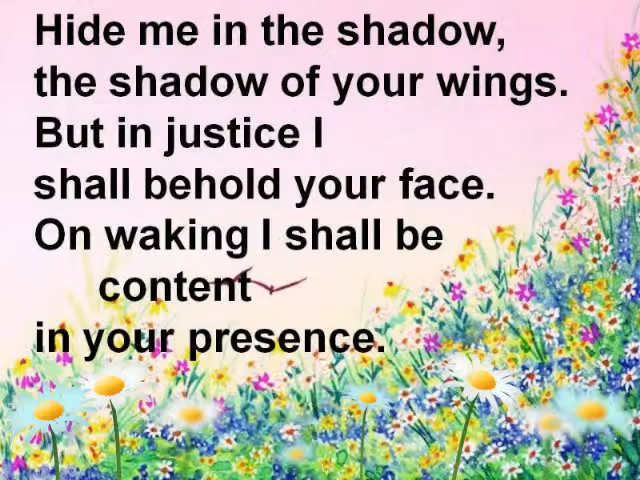 Hide me in the shadow,
the shadow of your wings.
But in justice I
shall behold your face.
On waking I shall be
content
in your presence.